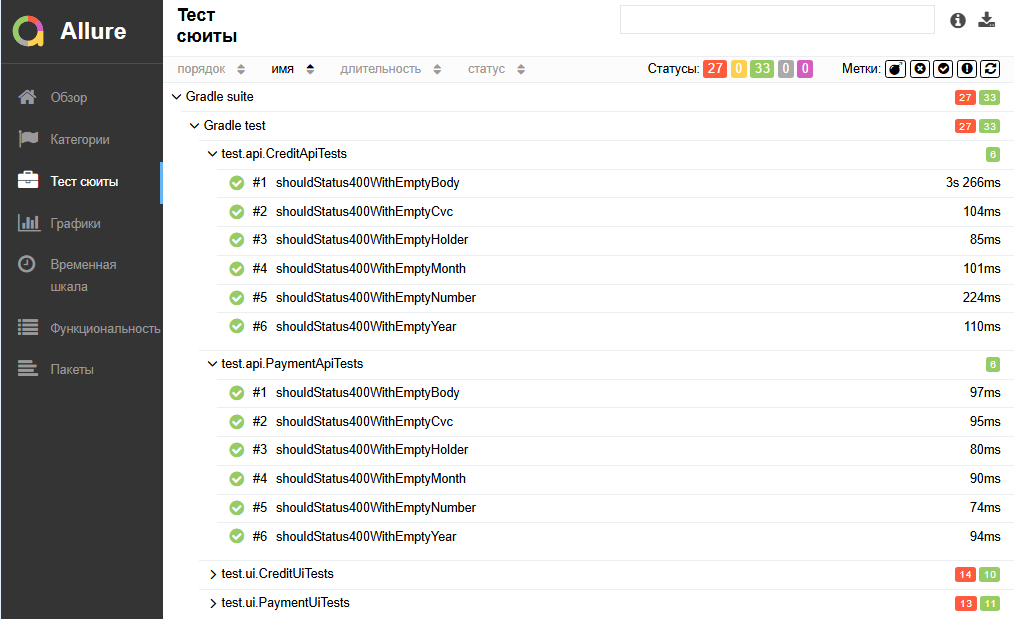 Allure
Обзор
Категории
Тест сюиты
Графики
Временная
шкала
Функциональность
Пакеты
Тест
сюиты
порядок имя длительность статус Статусы: 27 0 33 0 0 Метки:
Gradle suite 27 33
Gradle test 27 33
test.api.CreditApiTests 6
#1 shouldStatus400WithEmptyBody 3s 266ms
#2 shouldStatus400WithEmptyCvc 104ms
#3 shouldStatus400WithEmptyHolder 85ms
#4 shouldStatus400WithEmptyMonth 101ms
#5 shouldStatus400WithEmptyNumber 224ms
#6 shouldStatus400WithEmptyYear 110ms
test.api.PaymentApiTests 6
#1 shouldStatus400WithEmptyBody 97ms
#2 shouldStatus400WithEmptyCvc 95ms
#3 shouldStatus400WithEmptyHolder 80ms
#4 shouldStatus400WithEmptyMonth 90ms
#5 shouldStatus400WithEmptyNumber 74ms
#6 shouldStatus400WithEmptyYear 94ms
test.ui.CreditUiTests 14 10
test.ui.PaymentUiTests 13 11